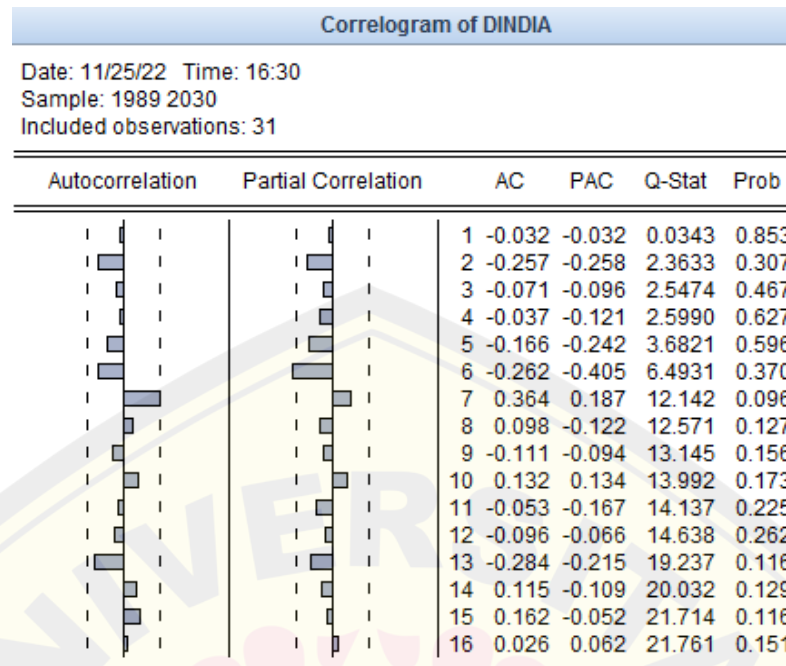 Correlogram of DINDIA
Date: 11/25/22 Time: 16:30
Sample: 1989 2030
Included observations: 31
Autocorrelation Partial Correlation AC PAC Q-Stat Prob
1 -0.032 -0.032 0.0343 0.853
2 -0.257 -0.258 2.3633 0.307
3 -0.071 -0.096 2.5474 0.467
4 -0.037 -0.121 2.5990 0.627
5 -0.166 -0.242 3.6821 0.596
6 -0.262 -0.405 6.4931 0.370
7 0.364 0.187 12.142 0.096
8 0.098 -0.122 12.571 0.127
9 -0.111 -0.094 13.145 0.156
10 0.132 0.134 13.992 0.173
11 -0.053 -0.167 14.137 0.225
12 -0.096 -0.066 14.638 0.262
13 -0.284 -0.215 19.237 0.116
14 0.115 -0.109 20.032 0.129
15 0.162 -0.052 21.714 0.116
16 0.026 0.062 21.761 0.151